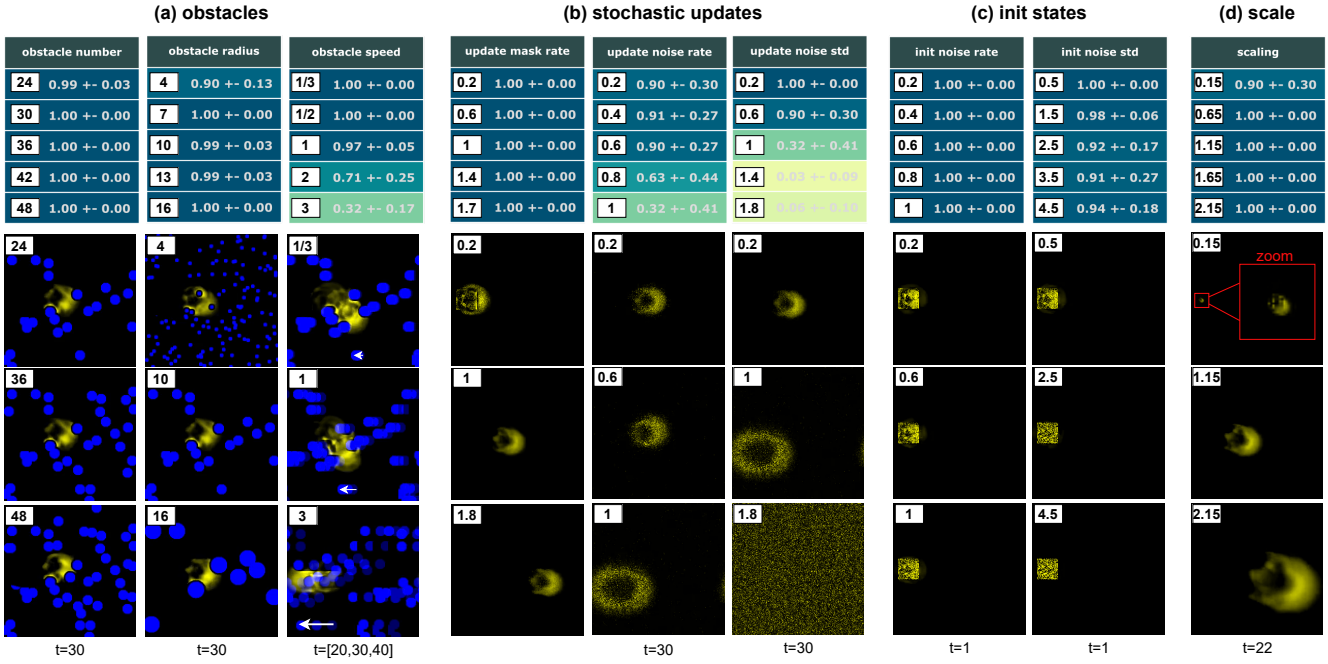 (a) obstacles
(b) stochastic updates
(c) init states
(d) scale
obstacle number
24 0.99 +- 0.03
30 1.00 +- 0.00
36 1.00 +- 0.00
42 1.00 +- 0.00
48 1.00 +- 0.00
obstacle radius
4 0.90 +- 0.13
7 1.00 +- 0.00
10 0.99 +- 0.03
13 0.99 +- 0.03
16 1.00 +- 0.00
obstacle speed
1/3 1.00 +- 0.00
1/2 1.00 +- 0.00
1 0.97 +- 0.05
2 0.71 +- 0.25
3 0.32 +- 0.17
update mask rate
0.2 1.00 +- 0.00
0.6 1.00 +- 0.00
1 1.00 +- 0.00
1.4 1.00 +- 0.00
1.7 1.00 +- 0.00
update noise rate
0.2 0.90 +- 0.30
0.4 0.91 +- 0.27
0.6 0.90 +- 0.27
0.8 0.63 +- 0.44
1 0.32 +- 0.41
update noise std
0.2 1.00 +- 0.00
0.6 0.90 +- 0.30
1 0.32 +- 0.41
1.4 0.03 +- 0.09
1.8 0.06 +- 0.10
init noise rate
0.2 1.00 +- 0.00
0.4 1.00 +- 0.00
0.6 1.00 +- 0.00
0.8 1.00 +- 0.00
1 1.00 +- 0.00
init noise std
0.5 1.00 +- 0.00
1.5 0.98 +- 0.06
2.5 0.92 +- 0.17
3.5 0.91 +- 0.27
4.5 0.94 +- 0.18
scaling
0.15 0.90 +- 0.30
0.65 1.00 +- 0.00
1.15 1.00 +- 0.00
1.65 1.00 +- 0.00
2.15 1.00 +- 0.00
24
4
1/3
0.2
0.2
0.2
0.2
0.5
0.15
zoom
36
10
1
1
0.6
1
0.6
2.5
1.15
48
16
3
1.8
1
1.8
1
4.5
2.15
t=30
t=30
t=[20,30,40]
t=30
t=30
t=1
t=1
t=22